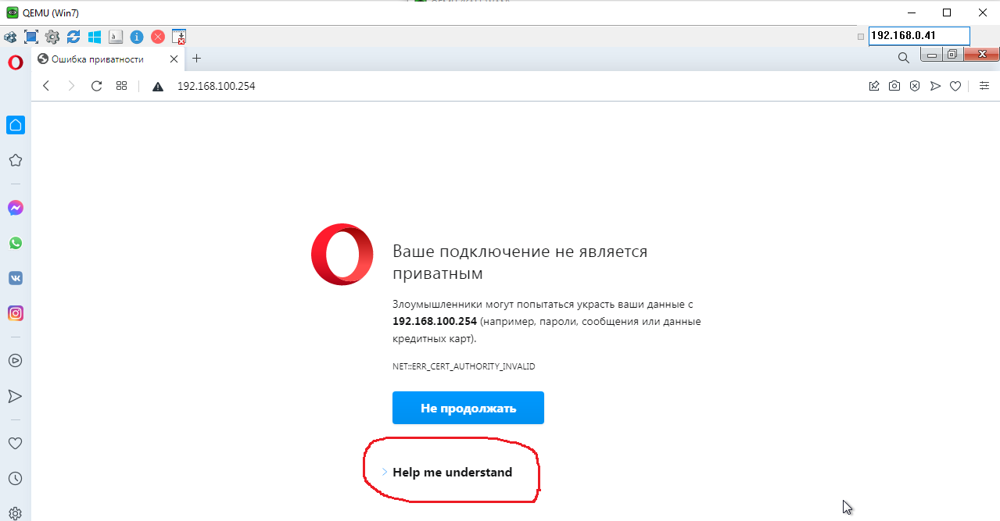 QEMU (Win7)
192.168.0.41
Ошибка приватности
192.168.100.254
Ваше подключение не является
приватным
Злоумышленники могут попытаться украсть ваши данные с
192.168.100.254 (например, пароли, сообщения или данные
кредитных карт).
NET::ERR_CERT_AUTHORITY_INVALID
Не продолжать
Help me understand